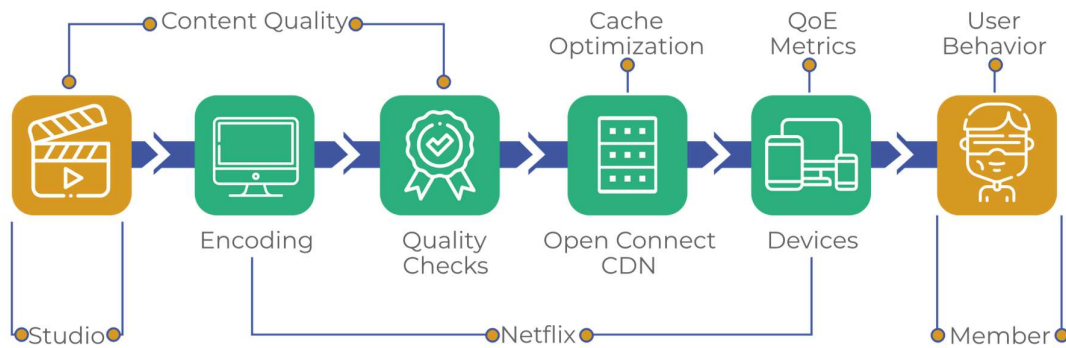 Content Quality
Cache
Optimization
QoE
Metrics
User
Behavior
Encoding
Quality
Checks
Open Connect
CDN
Devices
Studio
Netflix
Member